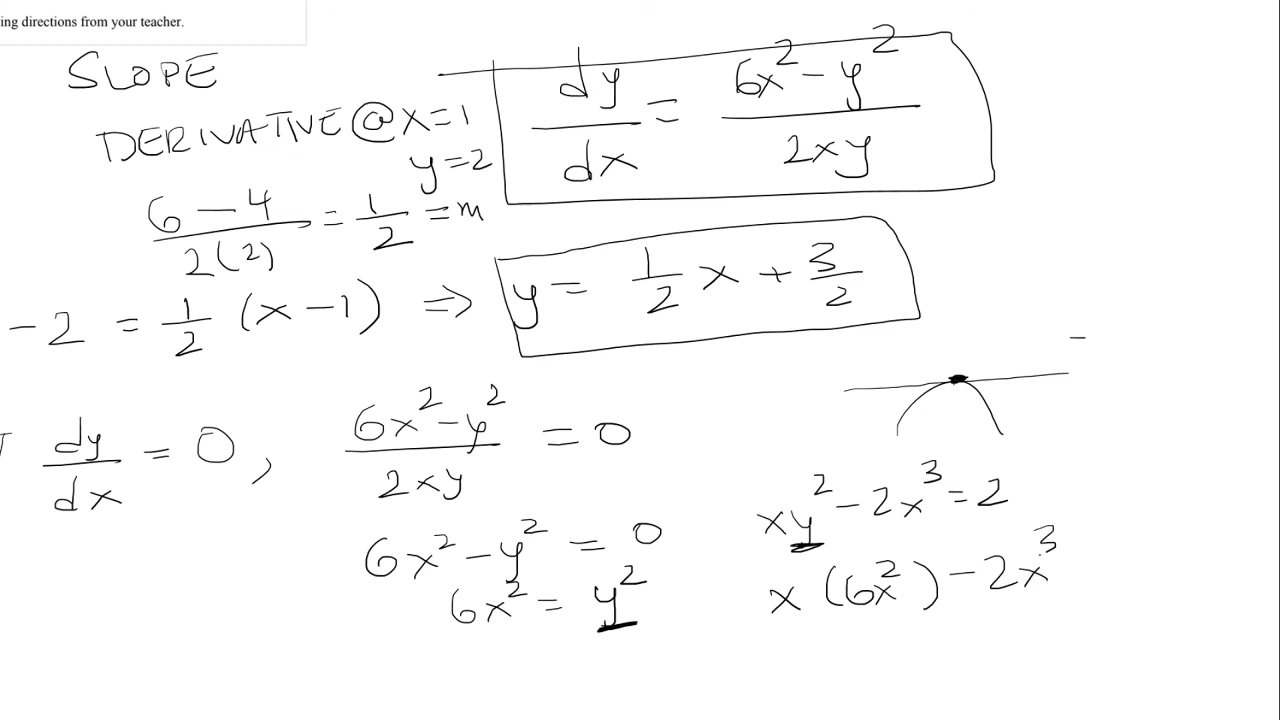 ing directions from your teacher.
SLOPE
DERIVATIVE @ x=1
y=2
dy/dx = (6x²-y²)/(2xy)
(6-4)/(2(2)) = 1/2 = m
-2 = 1/2 (x-1) ⇒ y = 1/2 x + 3/2
dy/dx = 0, (6x²-y²)/(2xy) = 0
6x²-y² = 0
6x² = y²
xy²-2x³=2
x(6x²)-2x³